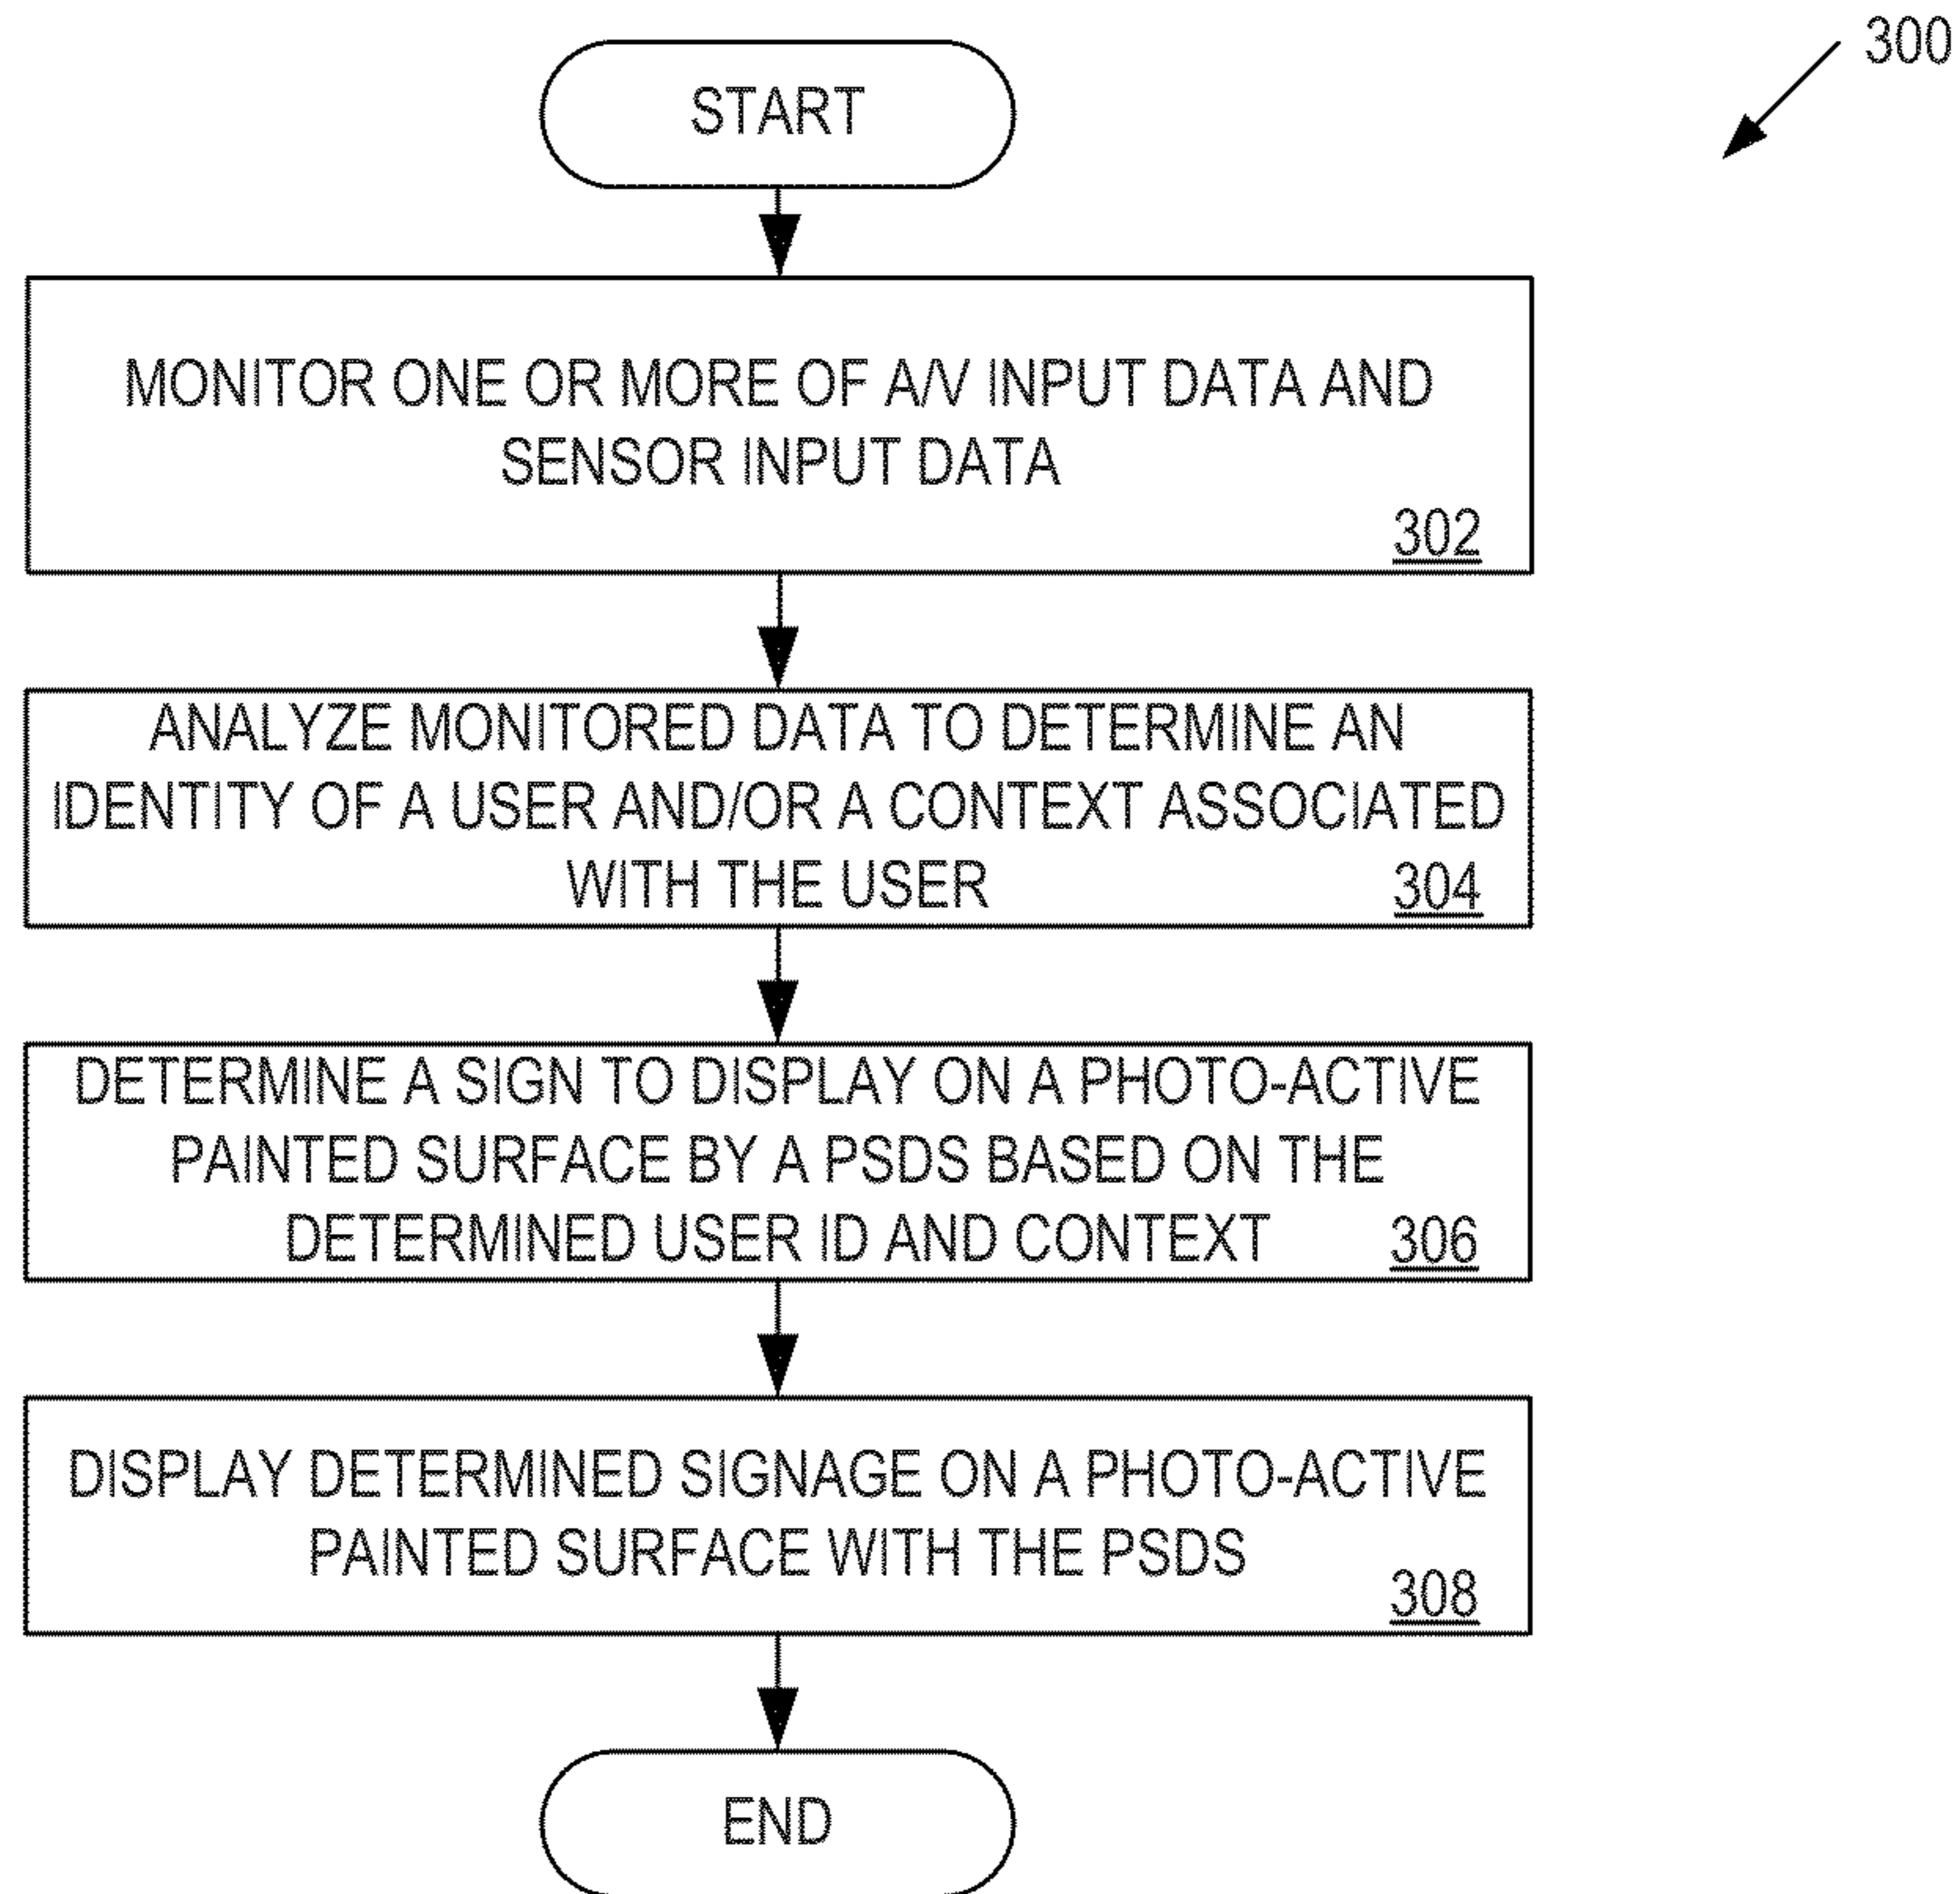 300
START
MONITOR ONE OR MORE OF A/V INPUT DATA AND
SENSOR INPUT DATA
302
ANALYZE MONITORED DATA TO DETERMINE AN
IDENTITY OF A USER AND/OR A CONTEXT ASSOCIATED
WITH THE USER 304
DETERMINE A SIGN TO DISPLAY ON A PHOTO-ACTIVE
PAINTED SURFACE BY A PSDS BASED ON THE
DETERMINED USER ID AND CONTEXT 306
DISPLAY DETERMINED SIGNAGE ON A PHOTO-ACTIVE
PAINTED SURFACE WITH THE PSDS
308
END